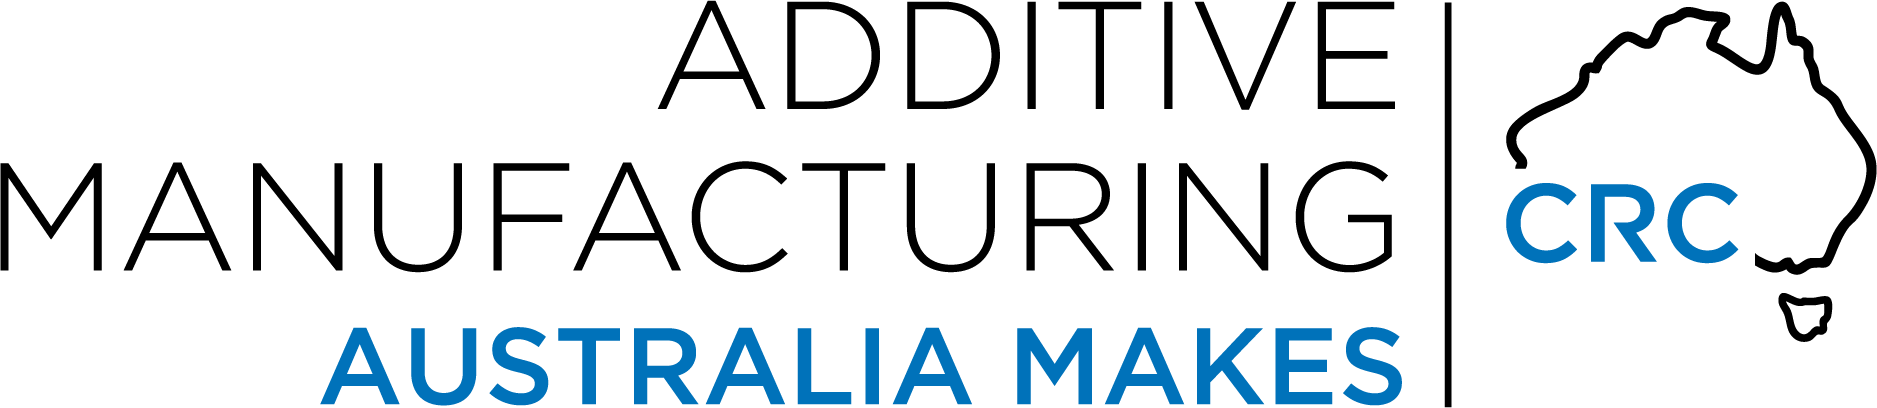 ADDITIVE
MANUFACTURING
AUSTRALIA MAKES
CRC